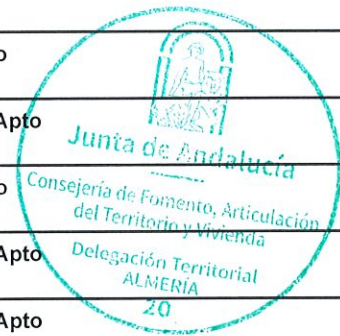 o
Apto
Junta de Andalucía
o
Consejería de Fomento, Articulación
del Territorio y Vivienda
Apto
Delegación Territorial
ALMERÍA
20
Apto